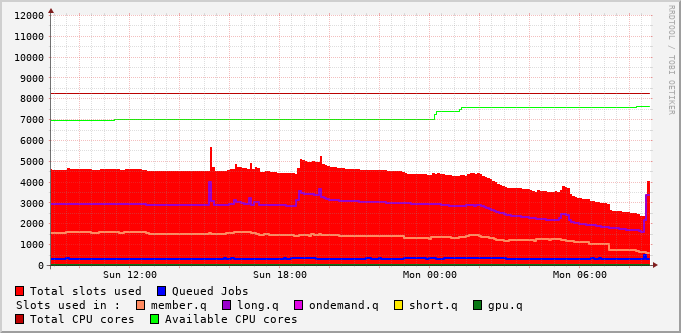 12000
11000
10000
9000
8000
7000
6000
5000
4000
3000
2000
1000
0
Sun 12:00 Sun 18:00 Mon 00:00 Mon 06:00
RRDTOOL / TOBI OETIKER
Total slots used Queued Jobs
Slots used in : member.q long.q ondemand.q short.q gpu.q
Total CPU cores Available CPU cores